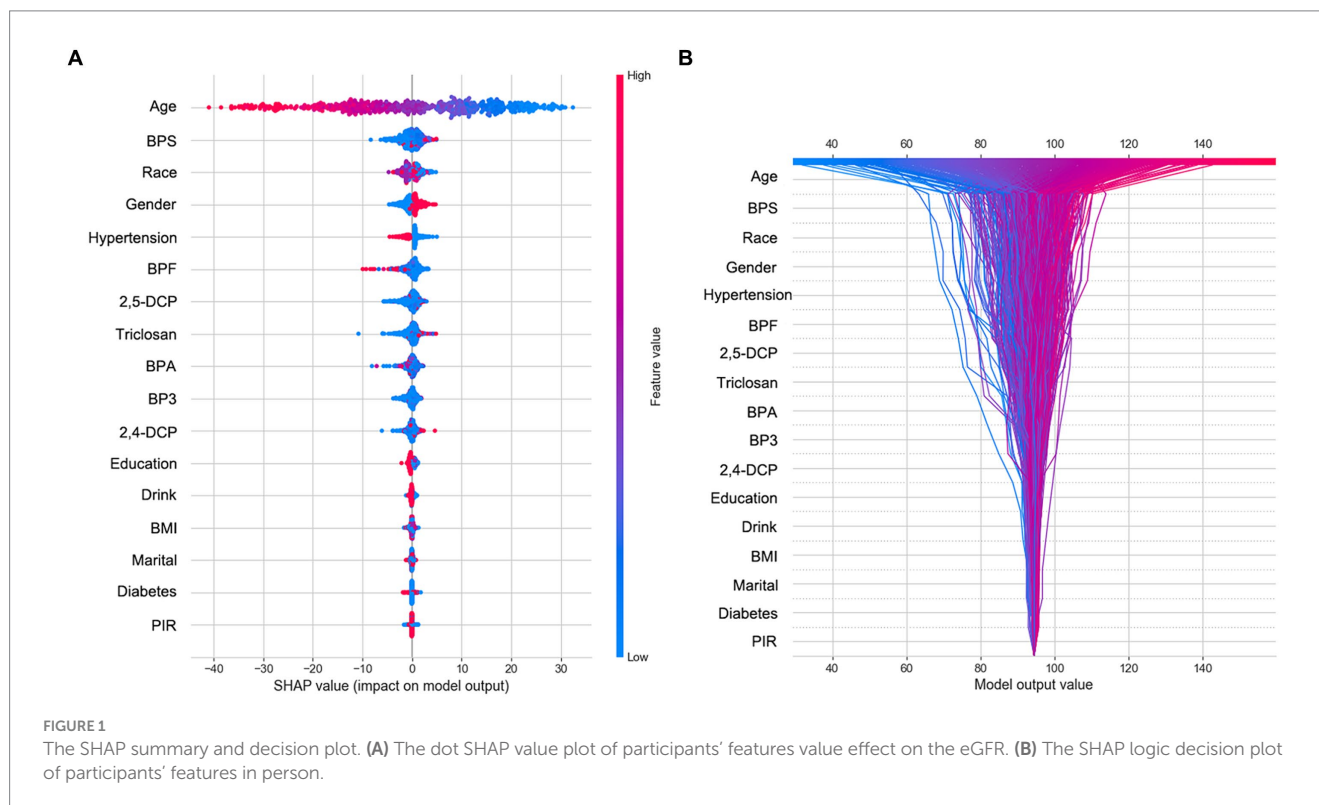 A
High
Age
BPS
Race
Gender
Hypertension
BPF
2,5-DCP
Triclosan
BPA
BP3
2,4-DCP
Education
Drink
BMI
Marital
Diabetes
PIR
Feature value
Low
−40 −30 −20 −10 0 10 20 30
SHAP value (impact on model output)
B
40 60 80 100 120 140
Age
BPS
Race
Gender
Hypertension
BPF
2,5-DCP
Triclosan
BPA
BP3
2,4-DCP
Education
Drink
BMI
Marital
Diabetes
PIR
40 60 80 100 120 140
Model output value
FIGURE 1
The SHAP summary and decision plot. (A) The dot SHAP value plot of participants’ features value effect on the eGFR. (B) The SHAP logic decision plot
of participants’ features in person.